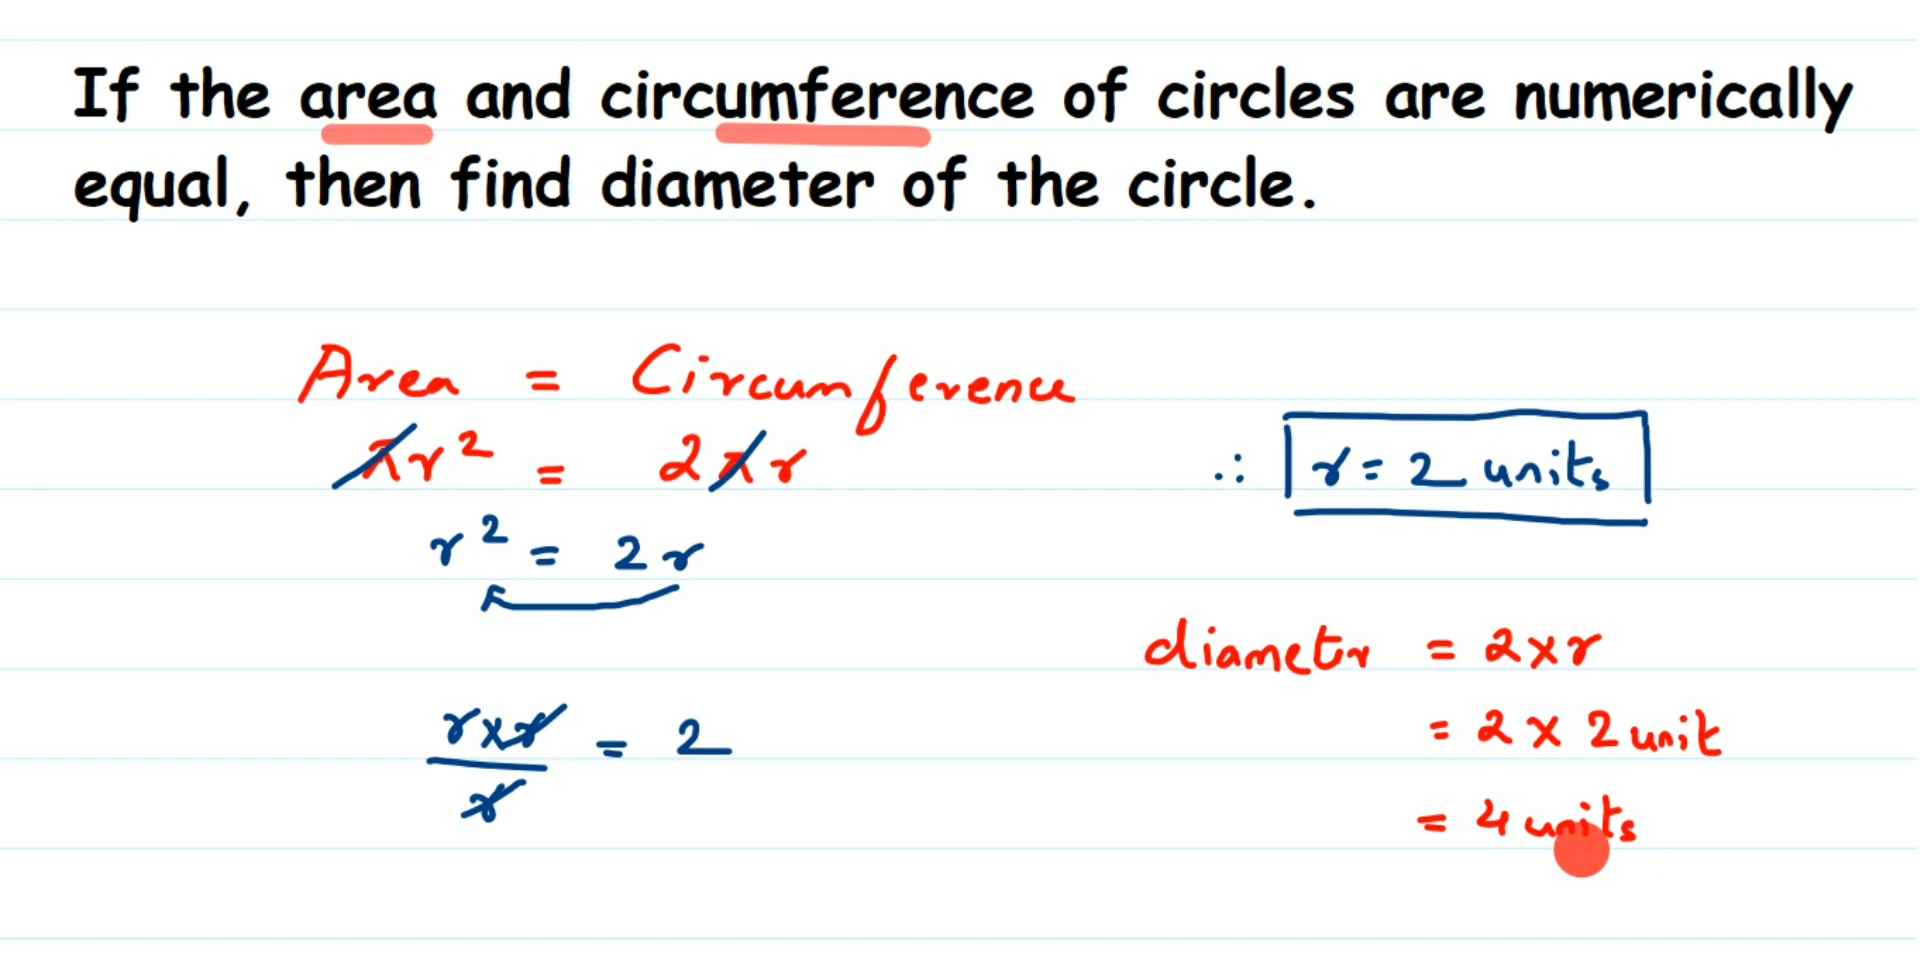 If the area and circumference of circles are numerically
equal, then find diameter of the circle.
Area = Circumference
πr² = 2πr
r² = 2r
r×r/r = 2
∴ r = 2 units
diametr = 2×r
= 2 × 2 unit
= 4 units